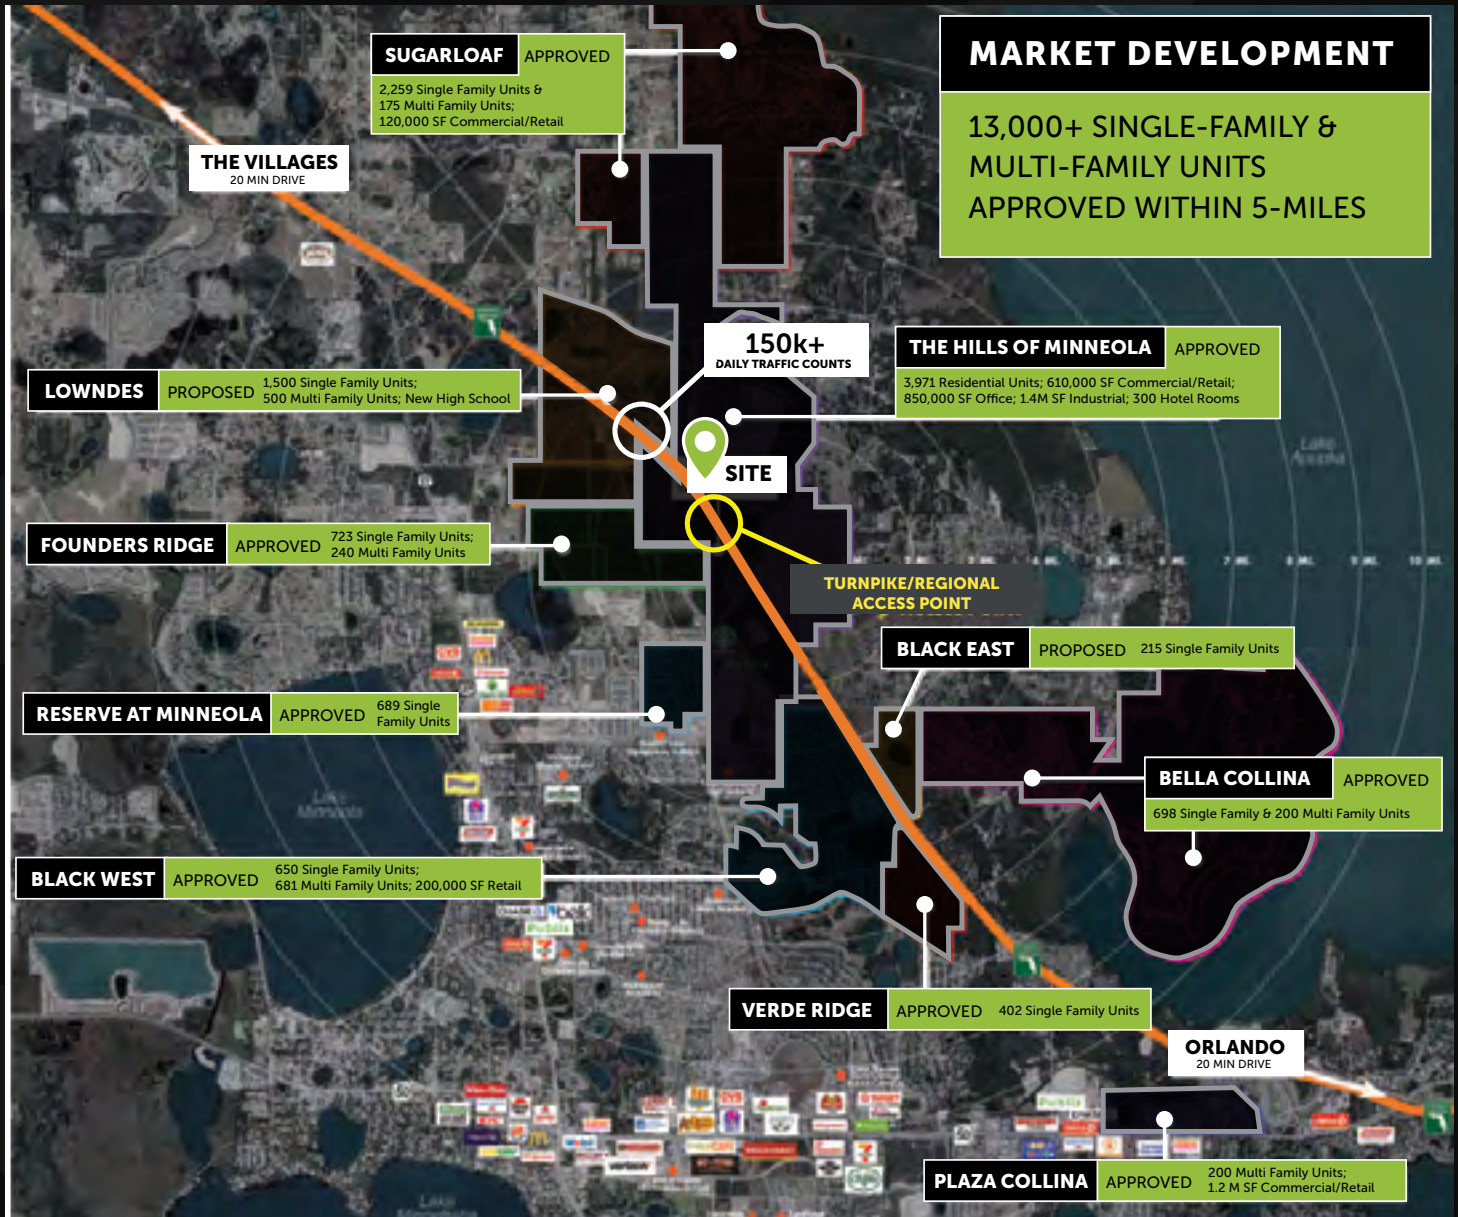 MARKET DEVELOPMENT
13,000+ SINGLE-FAMILY &
MULTI-FAMILY UNITS
APPROVED WITHIN 5-MILES
SUGARLOAF APPROVED
2,259 Single Family Units &
175 Multi Family Units;
120,000 SF Commercial/Retail
THE VILLAGES
20 MIN DRIVE
150k+
DAILY TRAFFIC COUNTS
THE HILLS OF MINNEOLA APPROVED
3,971 Residential Units; 610,000 SF Commercial/Retail;
850,000 SF Office; 1.4M SF Industrial; 300 Hotel Rooms
LOWNDES PROPOSED
1,500 Single Family Units;
500 Multi Family Units; New High School
SITE
Lake
Apopka
FOUNDERS RIDGE APPROVED
723 Single Family Units;
240 Multi Family Units
TURNPIKE/REGIONAL
ACCESS POINT
BLACK EAST PROPOSED 215 Single Family Units
RESERVE AT MINNEOLA APPROVED
689 Single
Family Units
BELLA COLLINA APPROVED
698 Single Family & 200 Multi Family Units
Lake
Minneola
BLACK WEST APPROVED
650 Single Family Units;
681 Multi Family Units; 200,000 SF Retail
Publix
VERDE RIDGE APPROVED 402 Single Family Units
ORLANDO
20 MIN DRIVE
Publix
CVS
PLAZA COLLINA APPROVED
200 Multi Family Units;
1.2 M SF Commercial/Retail
Lake